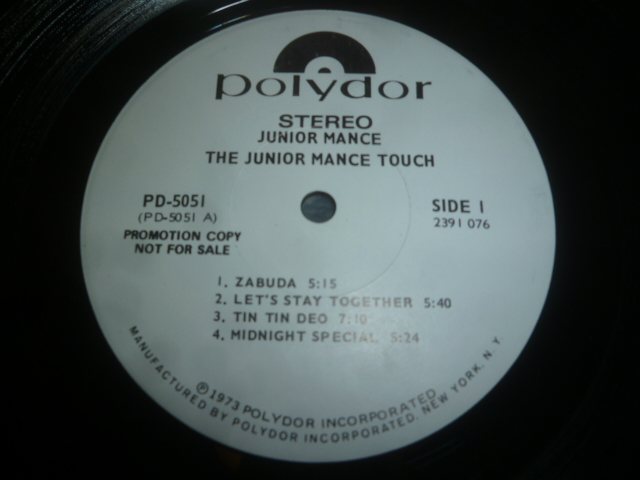 polydor
STEREO
JUNIOR MANCE
THE JUNIOR MANCE TOUCH
PD-5051
(PD-5051 A)
PROMOTION COPY
NOT FOR SALE
SIDE 1
2391 076
1. ZABUDA 5:15
2. LET'S STAY TOGETHER 5:40
3. TIN TIN DEO 7:10
4. MIDNIGHT SPECIAL 5:24
℗ 1973 POLYDOR INCORPORATED
MANUFACTURED BY POLYDOR INCORPORATED, NEW YORK, N.Y.